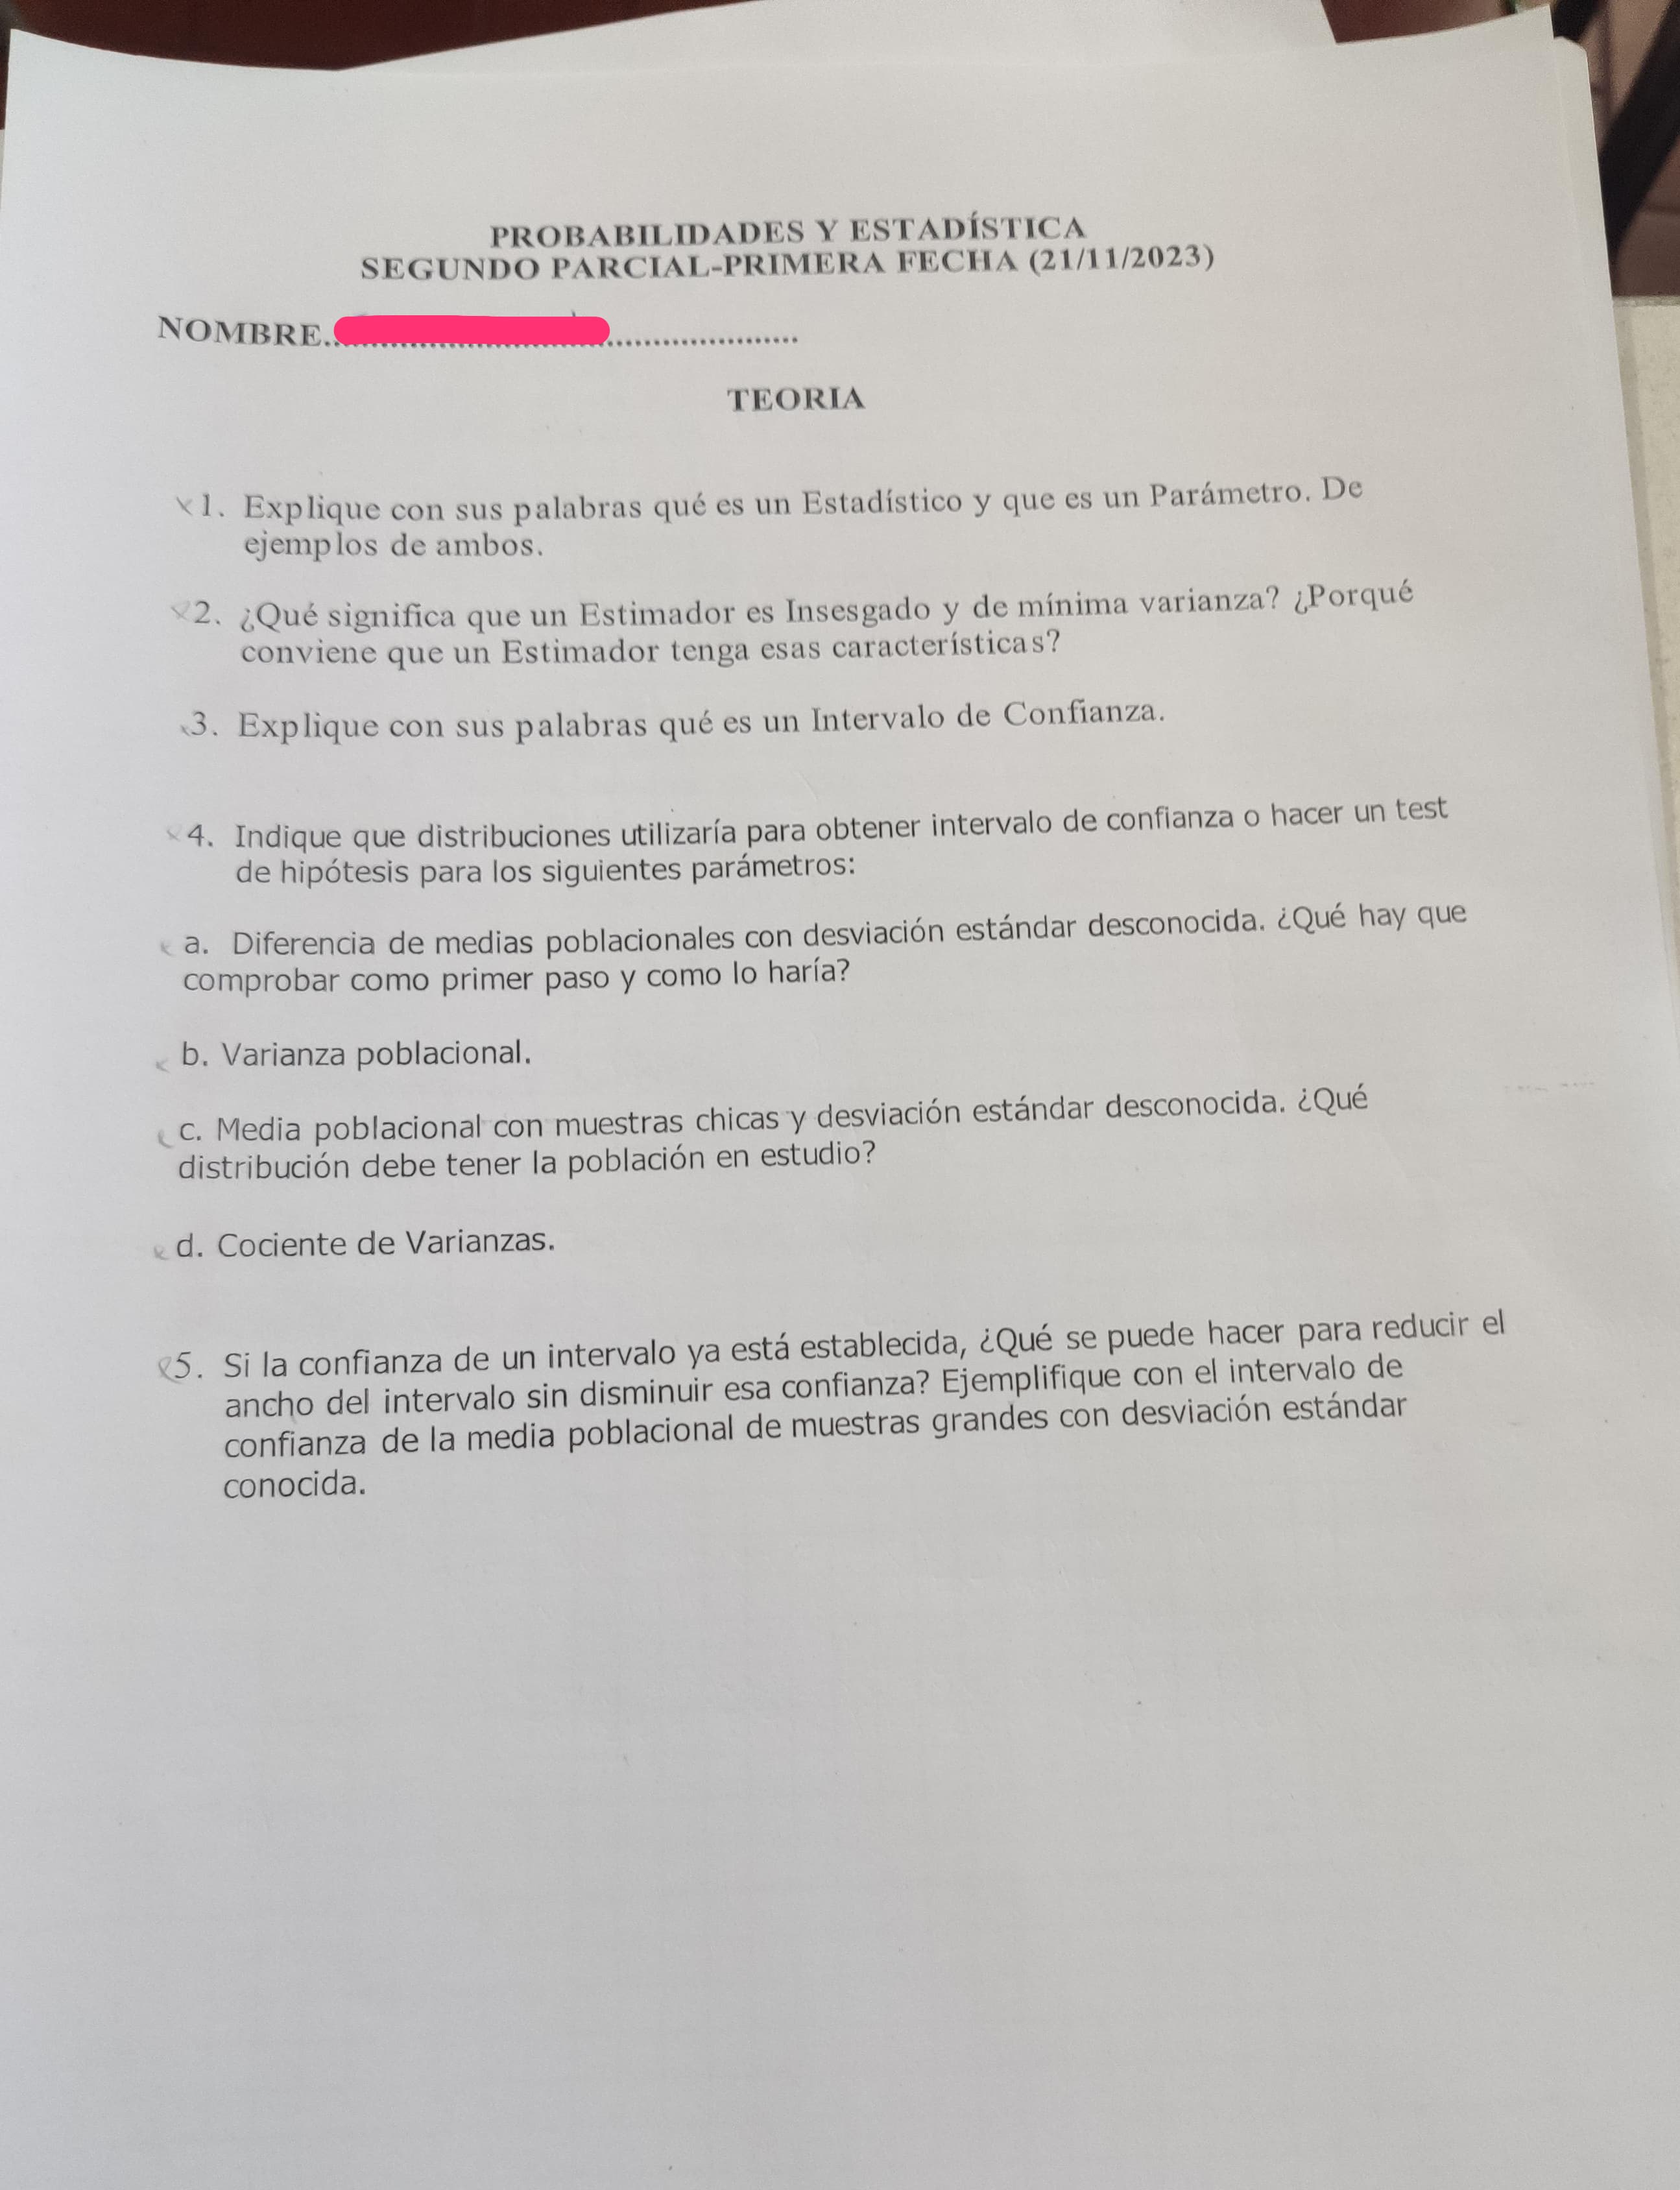 PROBABILIDADES Y ESTADÍSTICA
SEGUNDO PARCIAL-PRIMERA FECHA (21/11/2023)
NOMBRE................................................
TEORIA
1. Explique con sus palabras qué es un Estadístico y que es un Parámetro. De
ejemplos de ambos.
2. ¿Qué significa que un Estimador es Insesgado y de mínima varianza? ¿Porqué
conviene que un Estimador tenga esas características?
3. Explique con sus palabras qué es un Intervalo de Confianza.
4. Indique que distribuciones utilizaría para obtener intervalo de confianza o hacer un test
de hipótesis para los siguientes parámetros:
a. Diferencia de medias poblacionales con desviación estándar desconocida. ¿Qué hay que
comprobar como primer paso y como lo haría?
b. Varianza poblacional.
c. Media poblacional con muestras chicas y desviación estándar desconocida. ¿Qué
distribución debe tener la población en estudio?
d. Cociente de Varianzas.
5. Si la confianza de un intervalo ya está establecida, ¿Qué se puede hacer para reducir el
ancho del intervalo sin disminuir esa confianza? Ejemplifique con el intervalo de
confianza de la media poblacional de muestras grandes con desviación estándar
conocida.